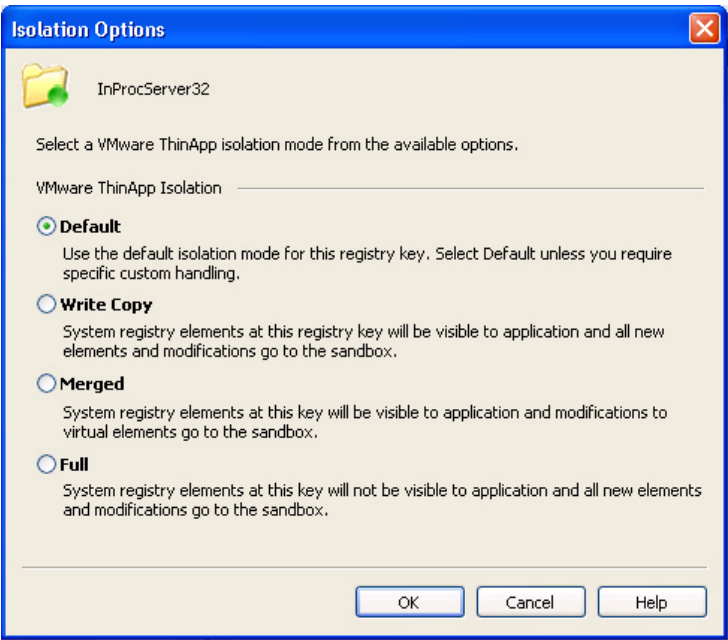 Isolation Options
InProcServer32
Select a VMware ThinApp isolation mode from the available options.
VMware ThinApp Isolation
Default
Use the default isolation mode for this registry key. Select Default unless you require
specific custom handling.
Write Copy
System registry elements at this registry key will be visible to application and all new
elements and modifications go to the sandbox.
Merged
System registry elements at this key will be visible to application and modifications to
virtual elements go to the sandbox.
Full
System registry elements at this key will not be visible to application and all new elements
and modifications go to the sandbox.
OK Cancel Help